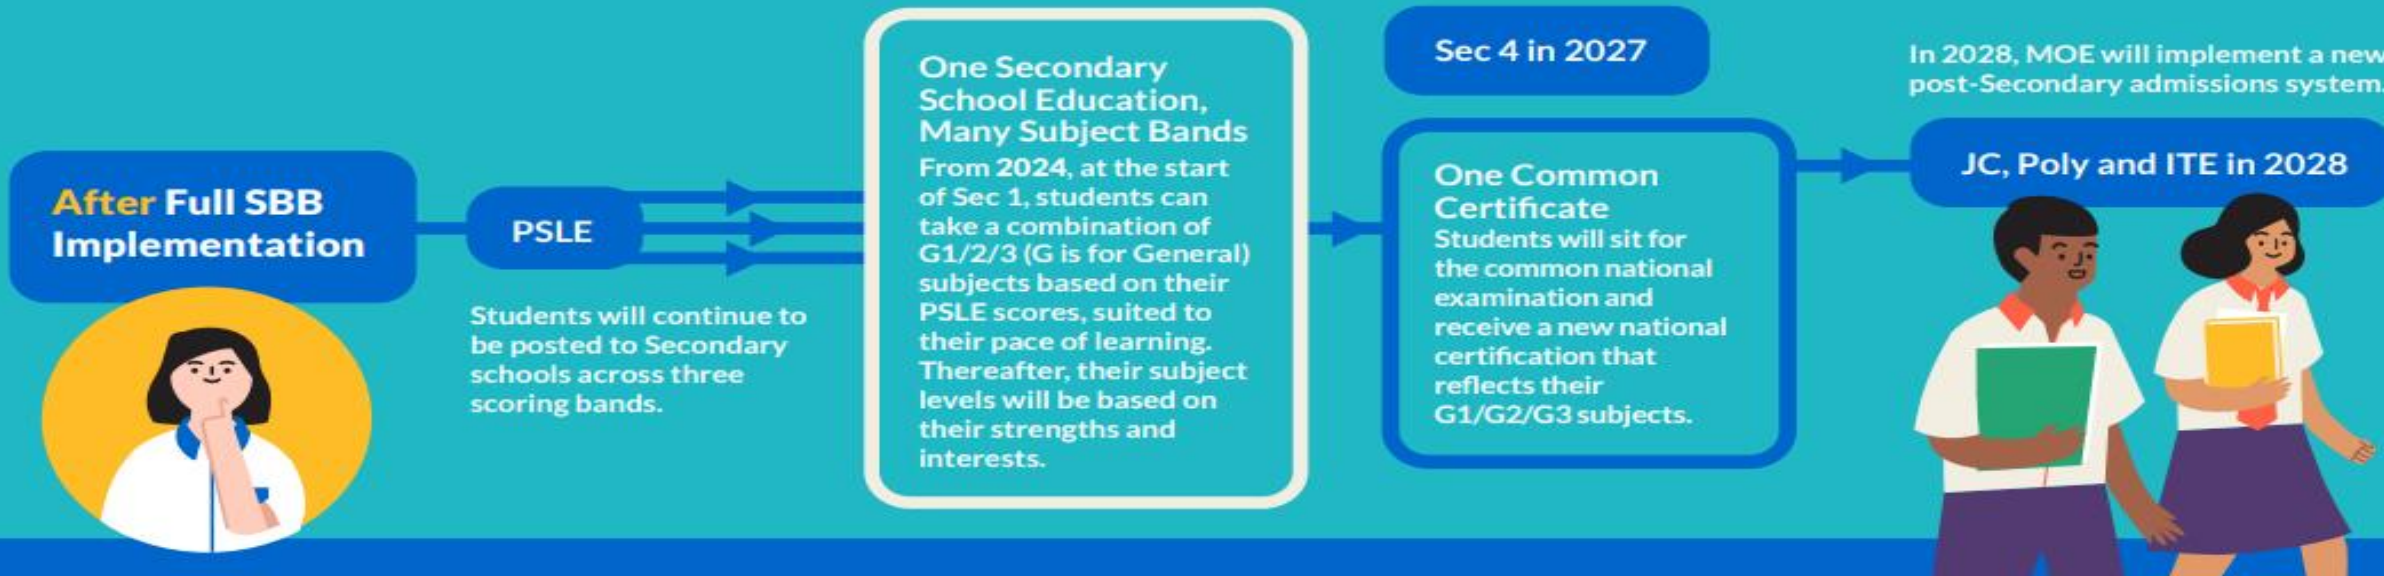 After Full SBB
Implementation
PSLE
Students will continue to
be posted to Secondary
schools across three
scoring bands.
One Secondary
School Education,
Many Subject Bands
From 2024, at the start
of Sec 1, students can
take a combination of
G1/2/3 (G is for General)
subjects based on their
PSLE scores, suited to
their pace of learning.
Thereafter, their subject
levels will be based on
their strengths and
interests.
Sec 4 in 2027
One Common
Certificate
Students will sit for
the common national
examination and
receive a new national
certification that
reflects their
G1/G2/G3 subjects.
In 2028, MOE will implement a new
post-Secondary admissions system.
JC, Poly and ITE in 2028